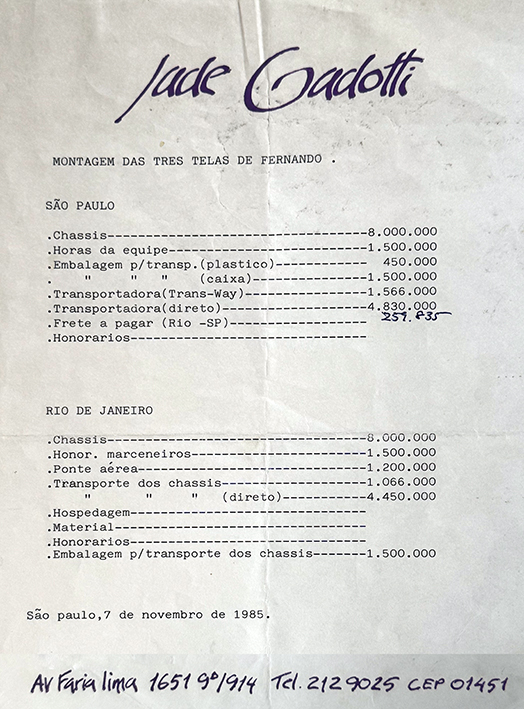 Jade Gadotti
MONTAGEM DAS TRES TELAS DE FERNANDO .
SÃO PAULO
.Chassis----------------------------------8.000.000
.Horas da equipe--------------------------1.500.000
.Embalagem p/transp.(plastico)------------ 450.000
. " " (caixa)---------------1.500.000
.Transportadora(Trans-Way)----------------1.566.000
.Transportadora(direto)-------------------4.830.000
.Frete a pagar (Rio -SP)------------------ 259.835
.Honorarios-------------------------------
RIO DE JANEIRO
.Chassis----------------------------------8.000.000
.Honor. marceneiros-----------------------1.500.000
.Ponte aérea------------------------------1.200.000
.Transporte dos chassis-------------------1.066.000
" " " (direto)-----------4.450.000
.Hospedagem-------------------------------
.Material---------------------------------
.Honorarios-------------------------------
.Embalagem p/transporte dos chassis-------1.500.000
São paulo,7 de novembro de 1985.
Av Faria lima 1651 9º/914 Tel. 212 9025 CEP 01451